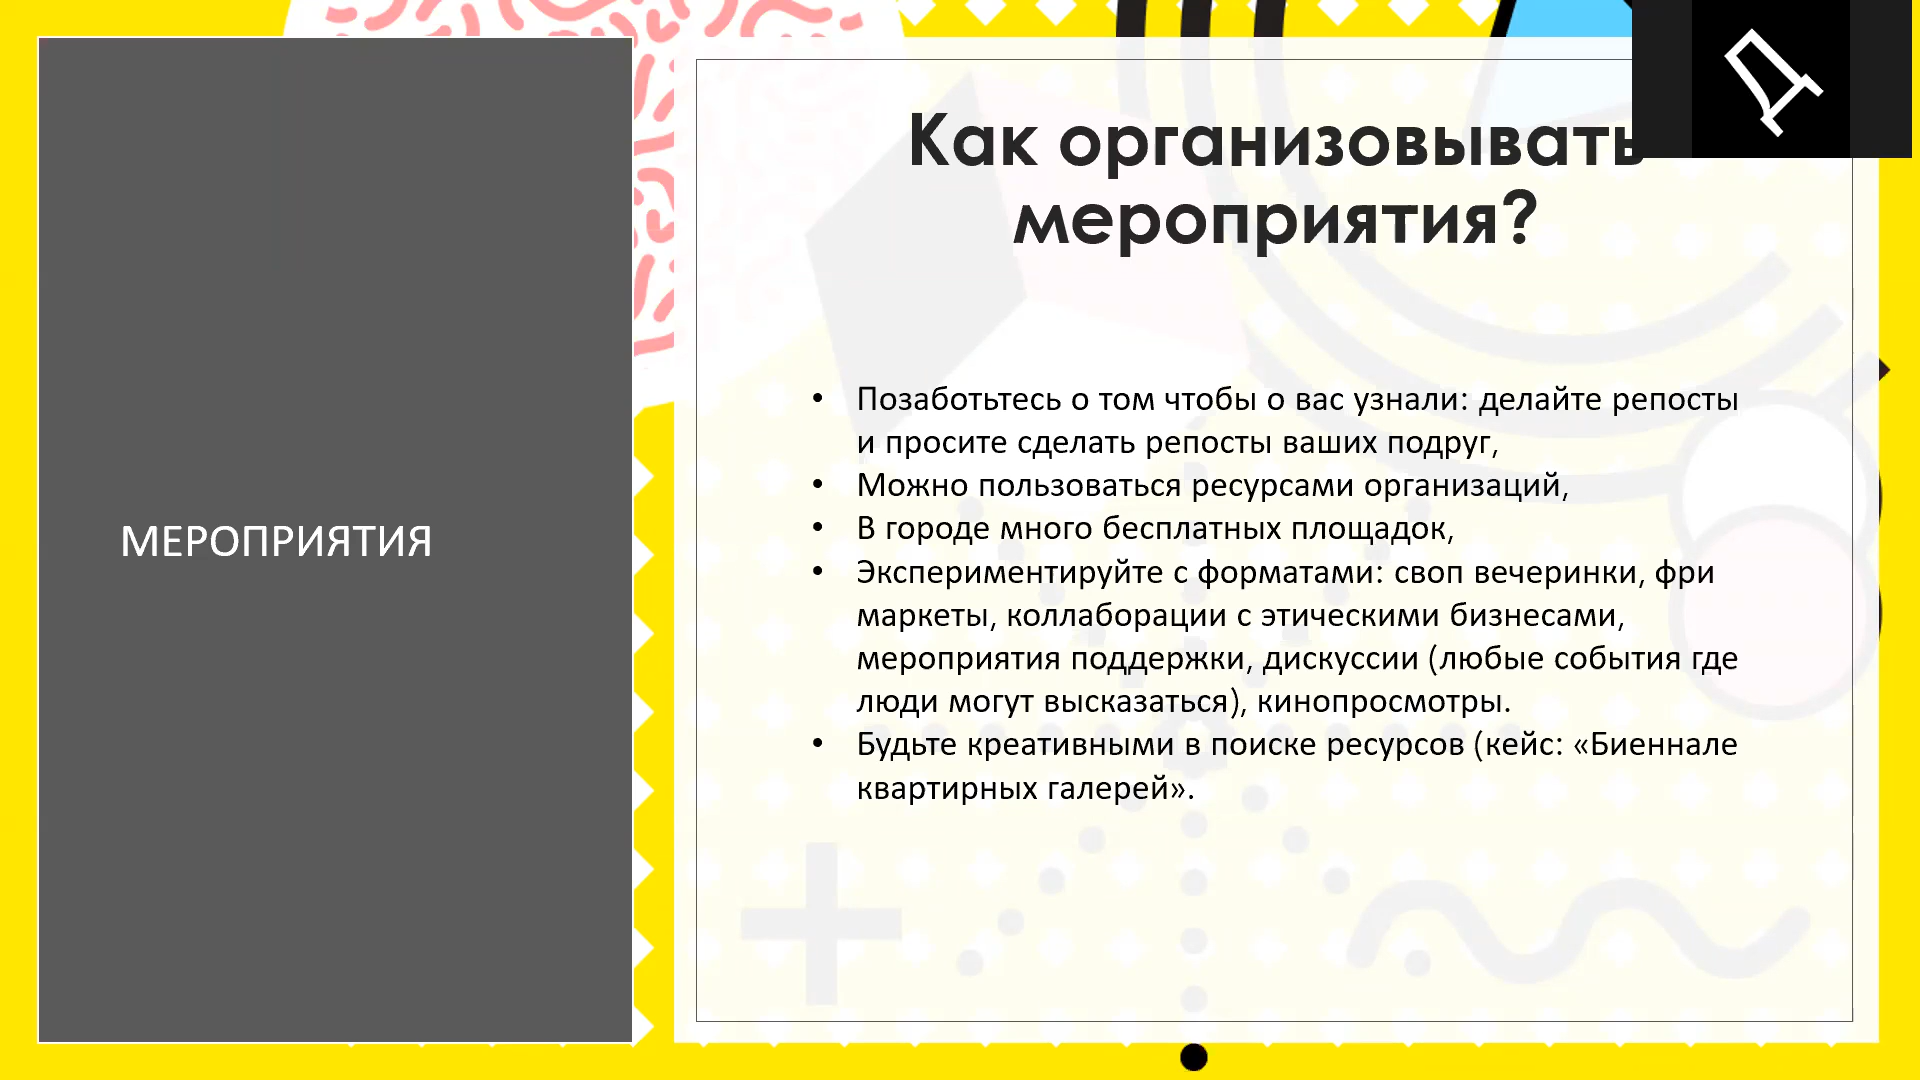 МЕРОПРИЯТИЯ
Как организовывать
мероприятия?
• Позаботьтесь о том чтобы о вас узнали: делайте репосты
и просите сделать репосты ваших подруг,
• Можно пользоваться ресурсами организаций,
• В городе много бесплатных площадок,
• Экспериментируйте с форматами: своп вечеринки, фри
маркеты, коллаборации с этическими бизнесами,
мероприятия поддержки, дискуссии (любые события где
люди могут высказаться), кинопросмотры.
• Будьте креативными в поиске ресурсов (кейс: «Биеннале
квартирных галерей».
Д